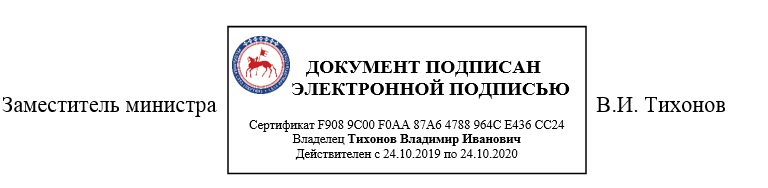 ДОКУМЕНТ ПОДПИСАН
ЭЛЕКТРОННОЙ ПОДПИСЬЮ
Заместитель министра
В.И. Тихонов
Сертификат F908 9C00 F0AA 87A6 4788 964C E436 CC24
Владелец Тихонов Владимир Иванович
Действителен с 24.10.2019 по 24.10.2020